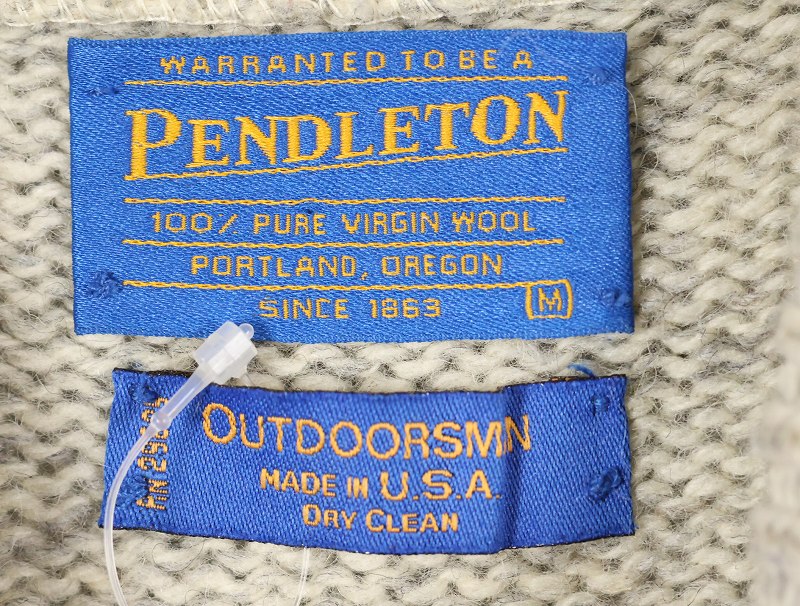 WARRANTED TO BE A
PENDLETON
100% PURE VIRGIN WOOL
PORTLAND, OREGON
SINCE 1863
M
OUTDOORSMN
MADE IN U.S.A.
DRY CLEAN